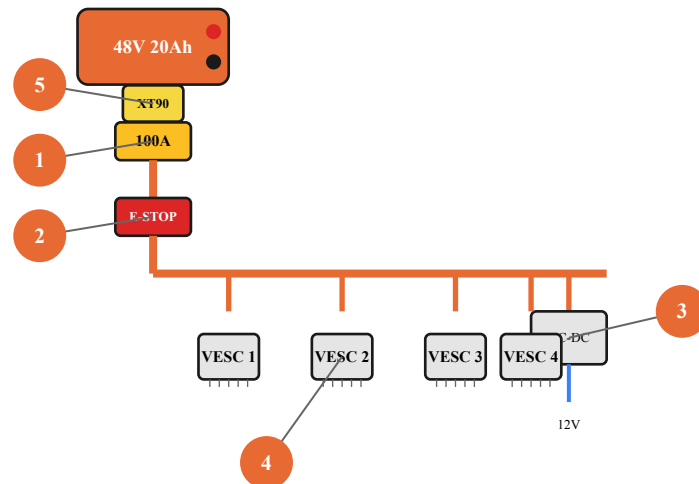 48V 20Ah
5
XT90
1
100A
2
E-STOP
3
C-DC
VESC 1
VESC 2
VESC 3
VESC 4
12V
4